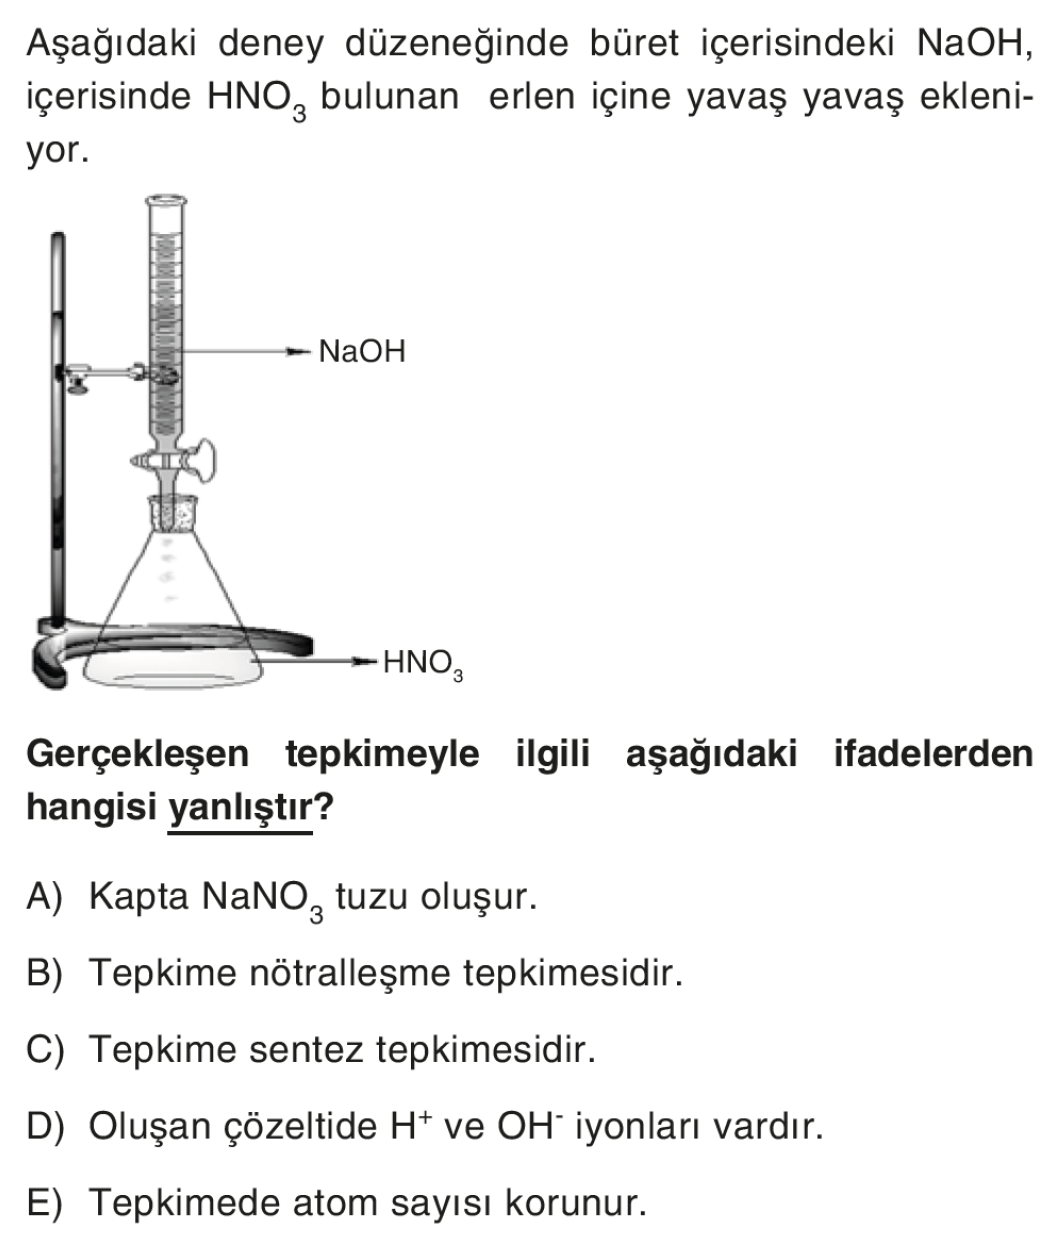 Aşağıdaki deney düzeneğinde büret içerisindeki NaOH,
içerisinde HNO₃ bulunan erlen içine yavaş yavaş ekleni-
yor.
NaOH
HNO₃
Gerçekleşen tepkimeyle ilgili aşağıdaki ifadelerden
hangisi yanlıştır?
A) Kapta NaNO₃ tuzu oluşur.
B) Tepkime nötralleşme tepkimesidir.
C) Tepkime sentez tepkimesidir.
D) Oluşan çözeltide H⁺ ve OH⁻ iyonları vardır.
E) Tepkimede atom sayısı korunur.